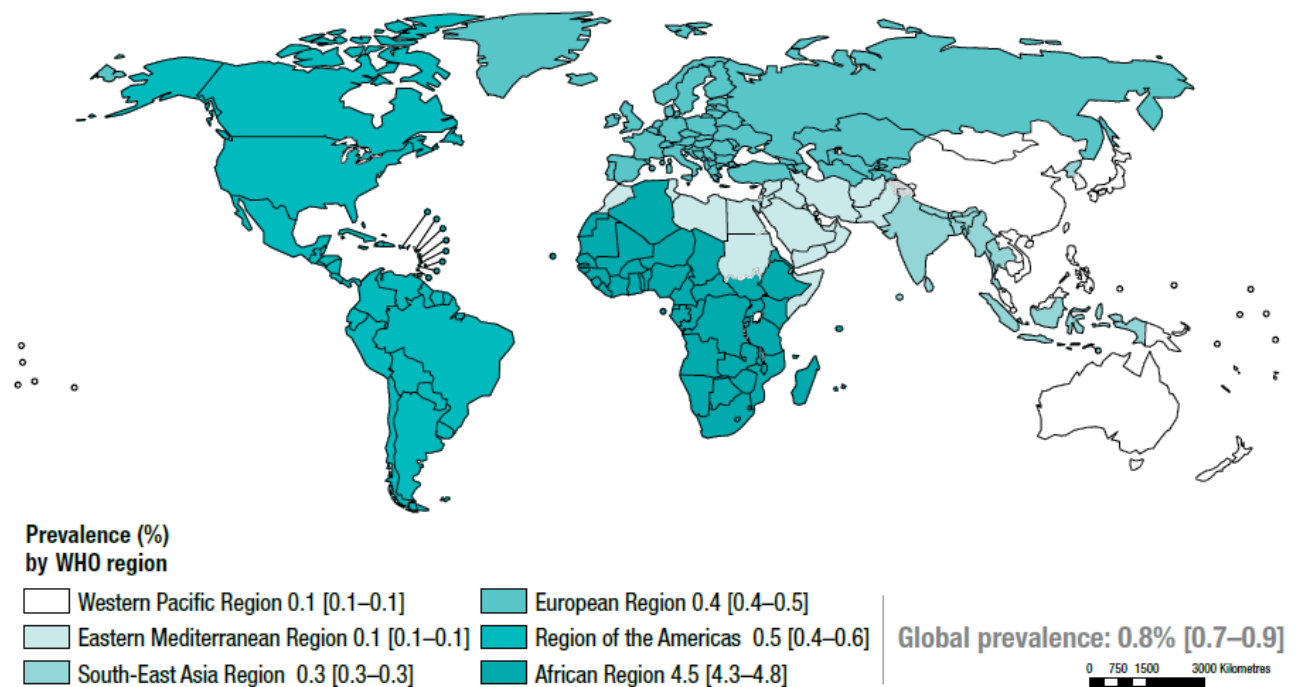 Prevalence (%)
by WHO region
Western Pacific Region 0.1 [0.1–0.1]
Eastern Mediterranean Region 0.1 [0.1–0.1]
South-East Asia Region 0.3 [0.3–0.3]
European Region 0.4 [0.4–0.5]
Region of the Americas 0.5 [0.4–0.6]
African Region 4.5 [4.3–4.8]
Global prevalence: 0.8% [0.7–0.9]
0 750 1500 3000 Kilometres